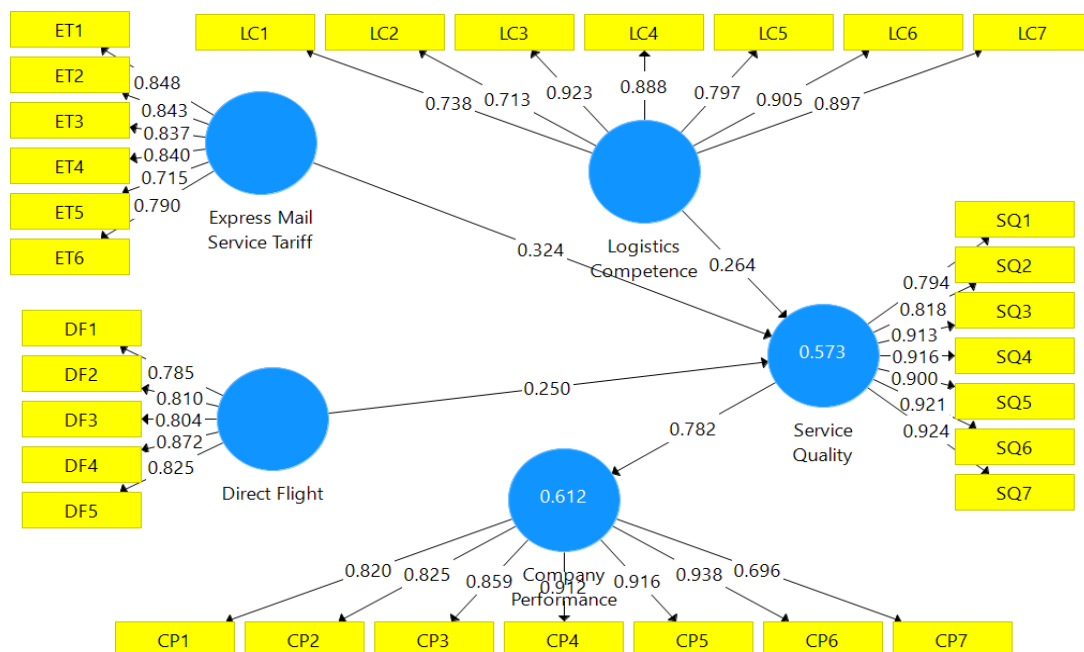 ET1
ET2
ET3
ET4
ET5
ET6
0.848
0.843
0.837
0.840
0.715
0.790
Express Mail
Service Tariff
LC1
LC2
LC3
LC4
LC5
LC6
LC7
0.738
0.713
0.923
0.888
0.797
0.905
0.897
Logistics
Competence
0.324
0.264
0.250
DF1
DF2
DF3
DF4
DF5
0.785
0.810
0.804
0.872
0.825
Direct Flight
0.573
Service
Quality
SQ1
SQ2
SQ3
SQ4
SQ5
SQ6
SQ7
0.794
0.818
0.913
0.916
0.900
0.921
0.924
0.782
0.612
Company
Performance
0.820
0.825
0.859
0.912
0.916
0.938
0.696
CP1
CP2
CP3
CP4
CP5
CP6
CP7